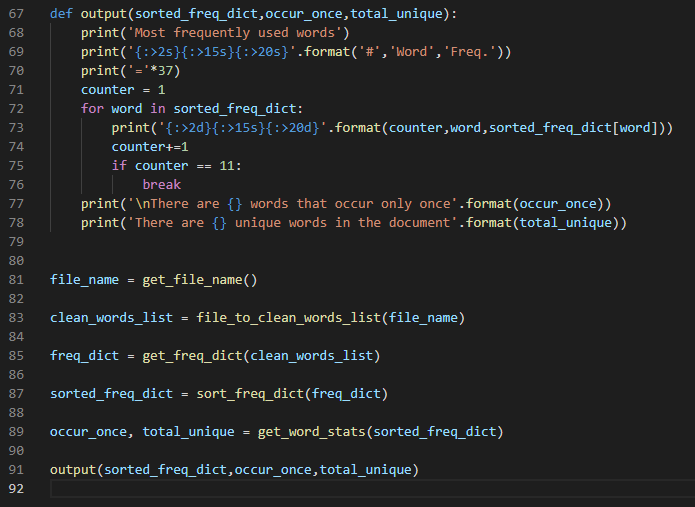 67 def output(sorted_freq_dict,occur_once,total_unique):
68     print('Most frequently used words')
69     print('{:>2s}{:>15s}{:>20s}'.format('#','Word','Freq.'))
70     print('='*37)
71     counter = 1
72     for word in sorted_freq_dict:
73         print('{:>2d}{:>15s}{:>20d}'.format(counter,word,sorted_freq_dict[word]))
74         counter+=1
75         if counter == 11:
76             break
77     print('\nThere are {} words that occur only once'.format(occur_once))
78     print('There are {} unique words in the document'.format(total_unique))
79
80
81 file_name = get_file_name()
82
83 clean_words_list = file_to_clean_words_list(file_name)
84
85 freq_dict = get_freq_dict(clean_words_list)
86
87 sorted_freq_dict = sort_freq_dict(freq_dict)
88
89 occur_once, total_unique = get_word_stats(sorted_freq_dict)
90
91 output(sorted_freq_dict,occur_once,total_unique)
92